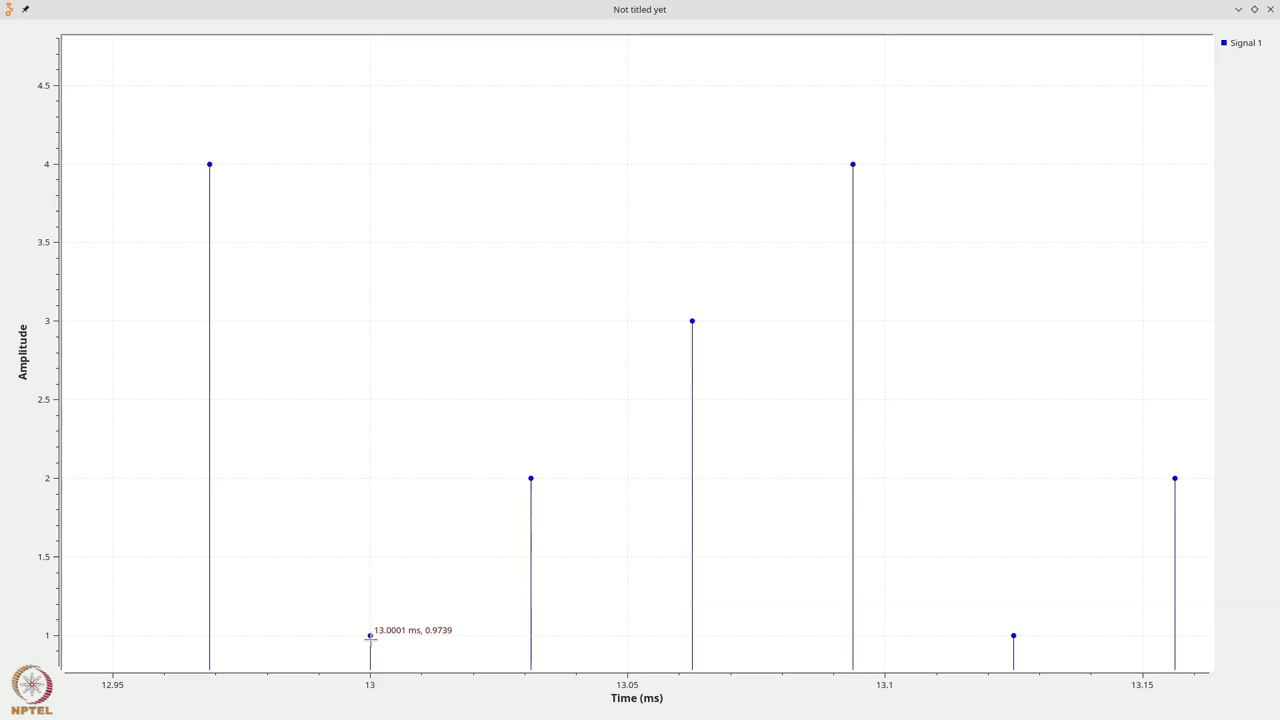 Not titled yet
Signal 1
4.5
4
3.5
3
2.5
2
1.5
1
Amplitude
13.0001 ms, 0.9739
12.95
13
13.05
13.1
13.15
Time (ms)
NPTEL